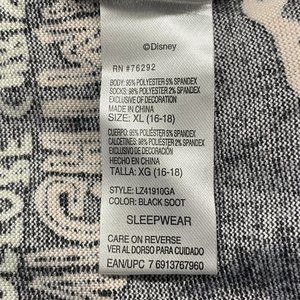 ©Disney
RN #76292
BODY: 95% POLYESTER 5% SPANDEX
SOCKS: 98% POLYESTER 2% SPANDEX
EXCLUSIVE OF DECORATION
MADE IN CHINA
SIZE: XL (16-18)
CUERPO: 95% POLIÉSTER 5% SPANDEX
CALCETINES: 98% POLIÉSTER 2% SPANDEX
EXCLUSIVO DE DECORACIÓN
HECHO EN CHINA
TALLA: XG (16-18)
STYLE: LZ41910GA
COLOR: BLACK SOOT
SLEEPWEAR
CARE ON REVERSE
VER AL DORSO PARA CUIDADO
EAN/UPC 7 6913767960